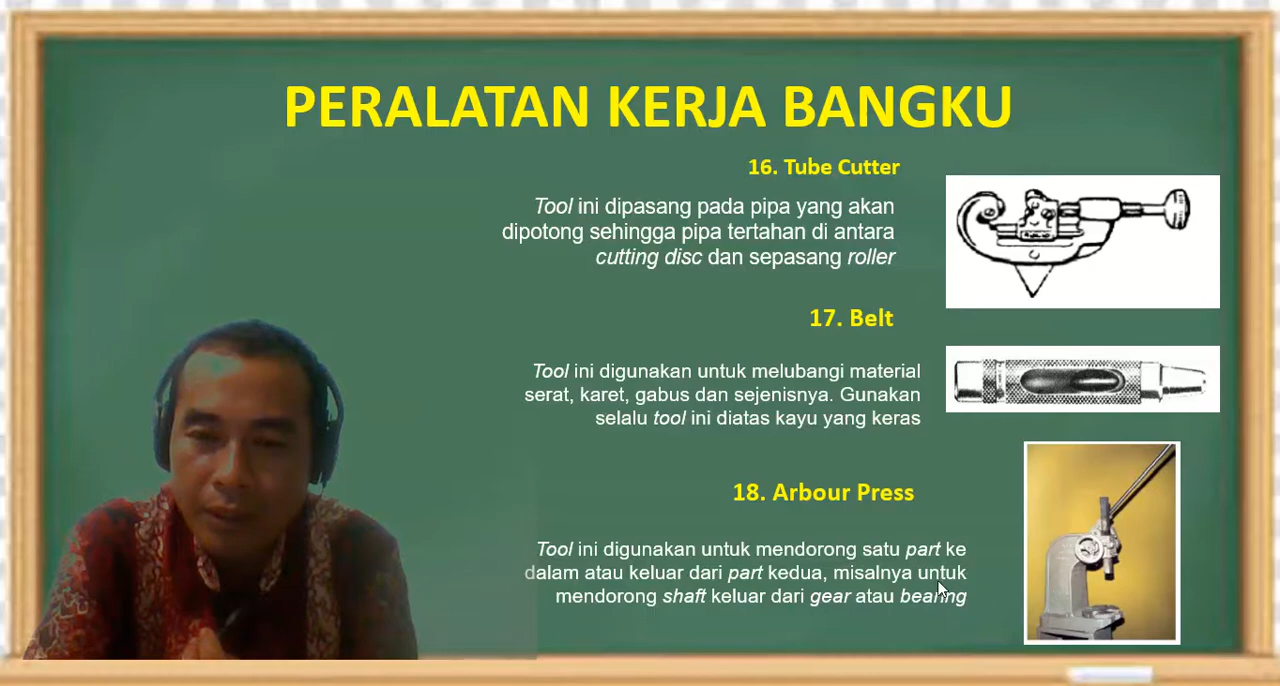 PERALATAN KERJA BANGKU
16. Tube Cutter
Tool ini dipasang pada pipa yang akan
dipotong sehingga pipa tertahan di antara
cutting disc dan sepasang roller
17. Belt
Tool ini digunakan untuk melubangi material
serat, karet, gabus dan sejenisnya. Gunakan
selalu tool ini diatas kayu yang keras
18. Arbour Press
Tool ini digunakan untuk mendorong satu part ke
dalam atau keluar dari part kedua, misalnya untuk
mendorong shaft keluar dari gear atau bearing